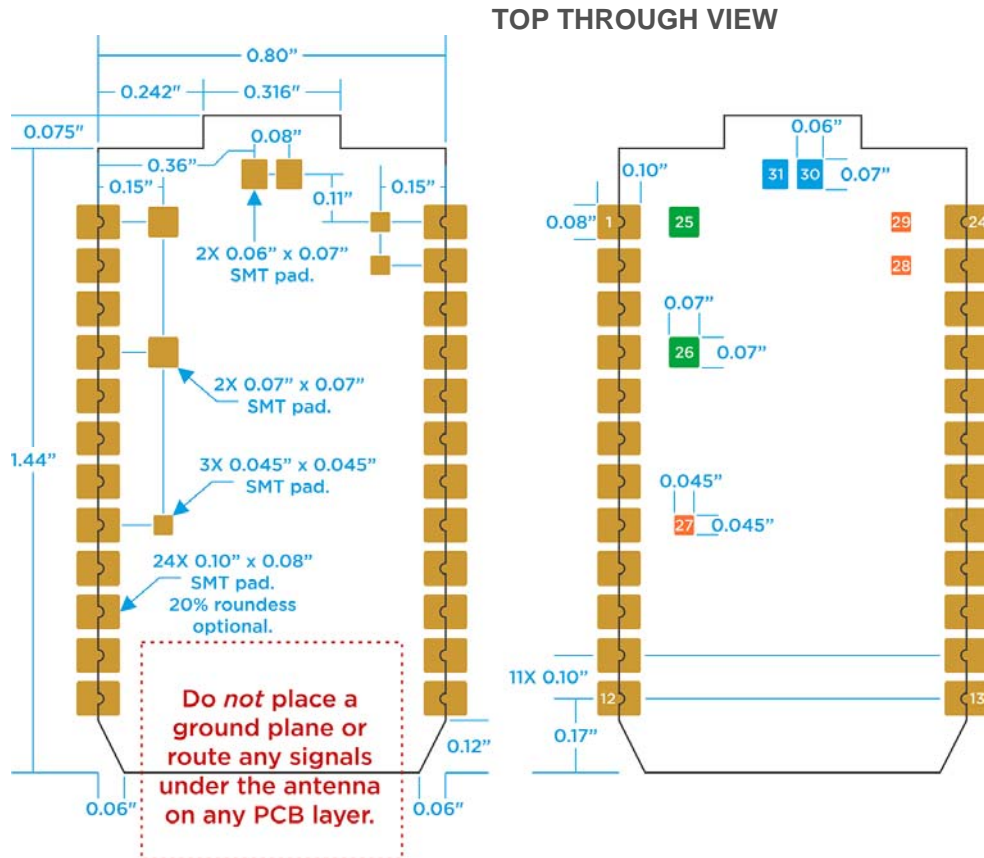 TOP THROUGH VIEW
0.80”
0.242” 0.316”
0.075”
0.08”
0.36”
0.15”
0.11”
0.15”
2X 0.06” x 0.07”
SMT pad.
2X 0.07” x 0.07”
SMT pad.
1.44”
3X 0.045” x 0.045”
SMT pad.
24X 0.10” x 0.08”
SMT pad.
20% roundess
optional.
Do not place a
ground plane or
route any signals
under the antenna
on any PCB layer.
0.12”
0.06”
0.06”
0.06”
31 30
0.07”
0.10”
0.08”
1
25
29
24
28
0.07”
26
0.07”
0.045”
27
0.045”
11X 0.10”
12
13
0.17”